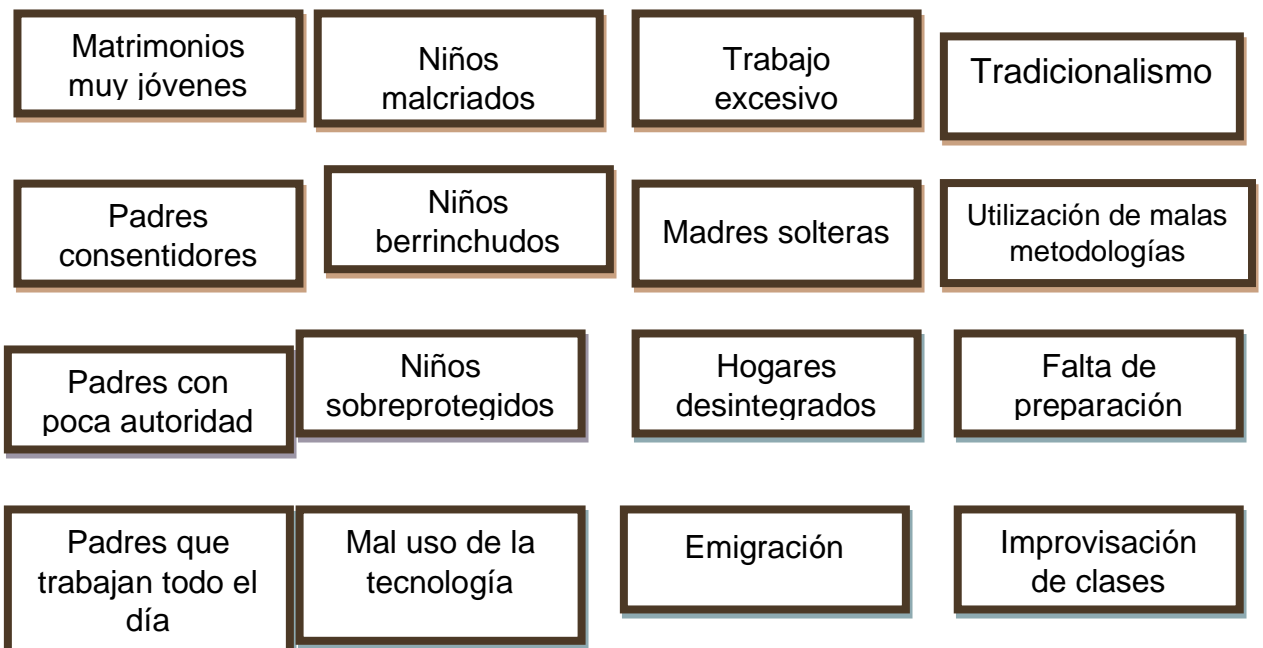 Matrimonios
muy jóvenes
Niños
malcriados
Trabajo
excesivo
Tradicionalismo
Padres
consentidores
Niños
berrinchudos
Madres solteras
Utilización de malas
metodologías
Padres con
poca autoridad
Niños
sobreprotegidos
Hogares
desintegrados
Falta de
preparación
Padres que
trabajan todo el
día
Mal uso de la
tecnología
Emigración
Improvisación
de clases